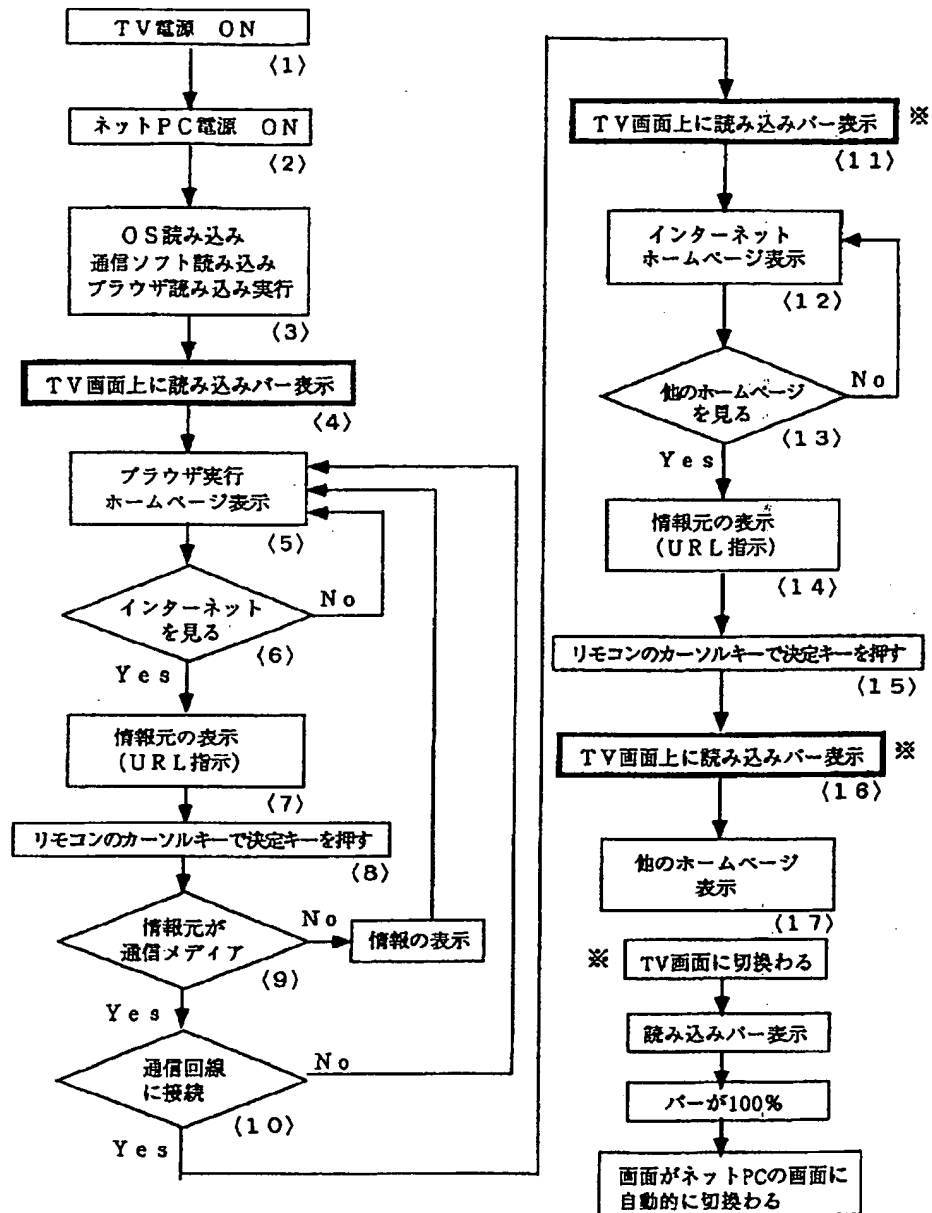 TV電源 ON
〈1〉
ネットPC電源 ON
〈2〉
OS読み込み
通信ソフト読み込み
ブラウザ読み込み実行
〈3〉
TV画面上に読み込みバー表示
〈4〉
ブラウザ実行
ホームページ表示
〈5〉
インターネット
を見る
〈6〉
No
Yes
情報元の表示
(URL指示)
〈7〉
リモコンのカーソルキーで決定キーを押す
〈8〉
情報元が
通信メディア
〈9〉
No
情報の表示
Yes
通信回線
に接続
〈10〉
No
Yes
TV画面上に読み込みバー表示 ※
〈11〉
インターネット
ホームページ表示
〈12〉
他のホームページ
を見る
〈13〉
No
Yes
情報元の表示
(URL指示)
〈14〉
リモコンのカーソルキーで決定キーを押す
〈15〉
TV画面上に読み込みバー表示 ※
〈16〉
他のホームページ
表示
〈17〉
※ TV画面に切換わる
読み込みバー表示
バーが100%
画面がネットPCの画面に
自動的に切換わる